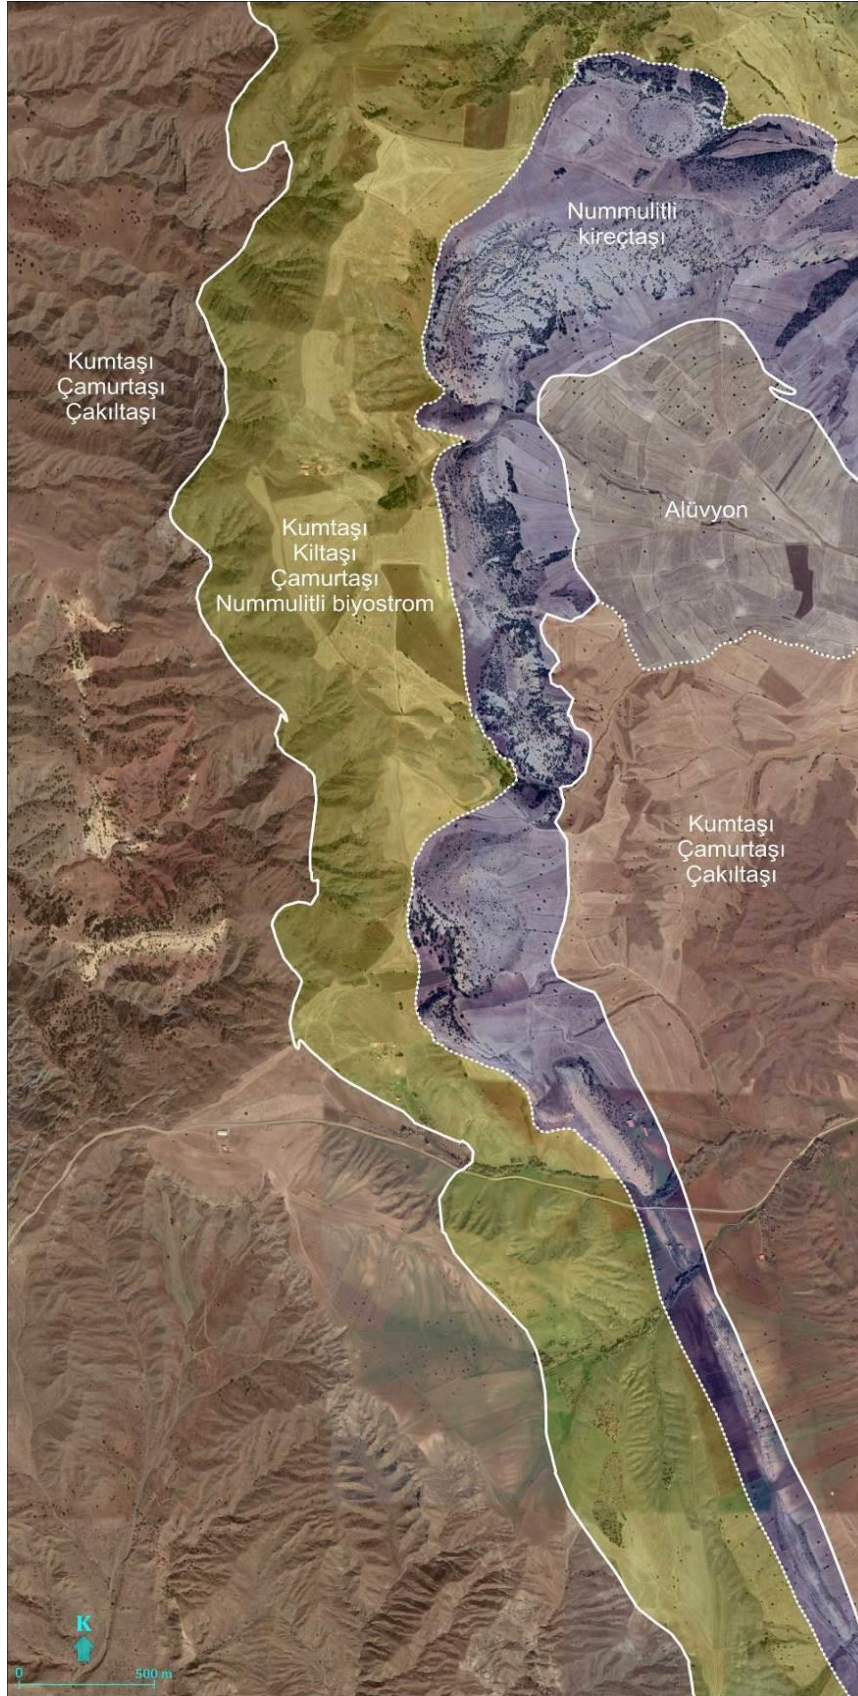 Nummulitli
kireçtaşı
Kumtaşı
Çamurtaşı
Çakıltaşı
Alüvyon
Kumtaşı
Kiltaşı
Çamurtaşı
Nummulitli biyostrom
Kumtaşı
Çamurtaşı
Çakıltaşı
K
0 500 m